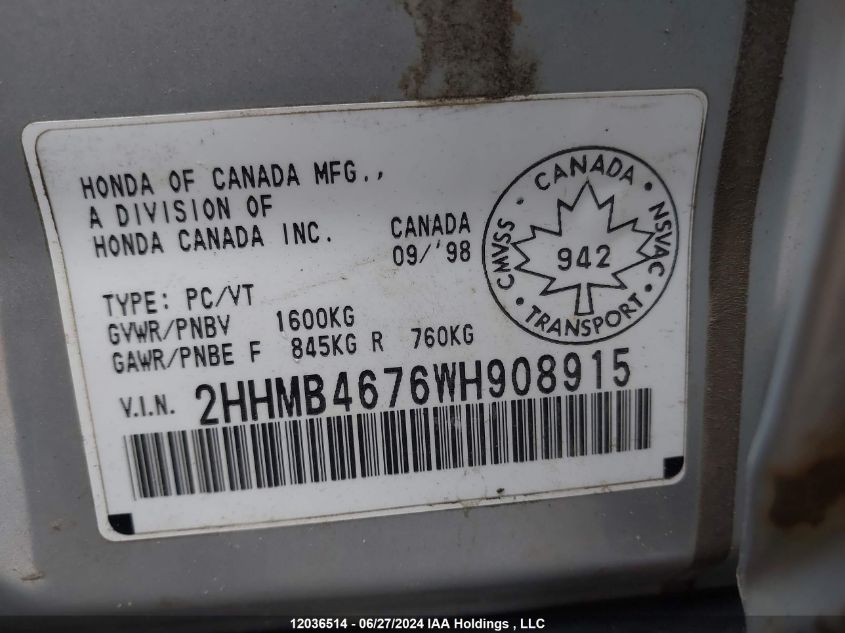 HONDA OF CANADA MFG.,
A DIVISION OF
HONDA CANADA INC.
CANADA
09/'98
TYPE: PC/VT
GVWR/PNBV 1600KG
GAWR/PNBE F 845KG R 760KG
V.I.N. 2HHMB4676WH908915
• CANADA •
CMVSS
NSVAC
942
• TRANSPORT •
12036514 - 06/27/2024 IAA Holdings , LLC